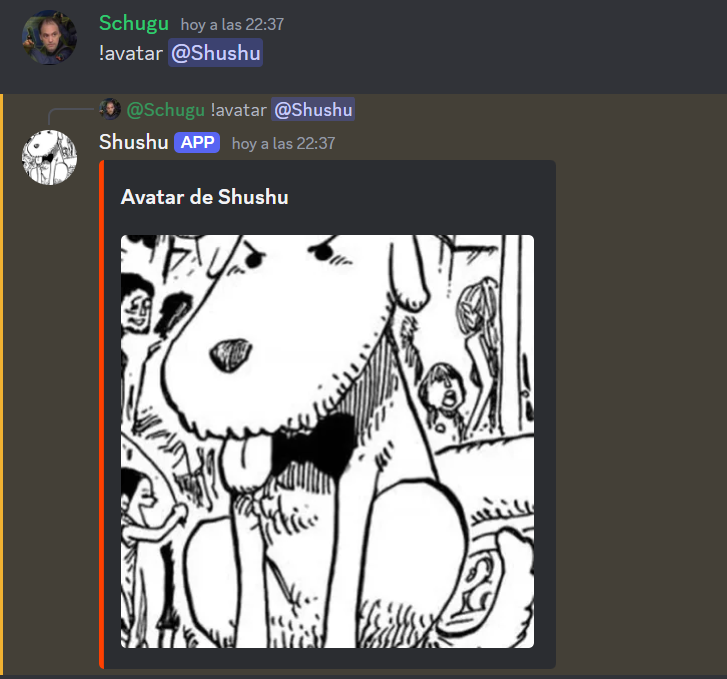 Schugu hoy a las 22:37
!avatar @Shushu
@Schugu !avatar @Shushu
Shushu APP hoy a las 22:37
Avatar de Shushu